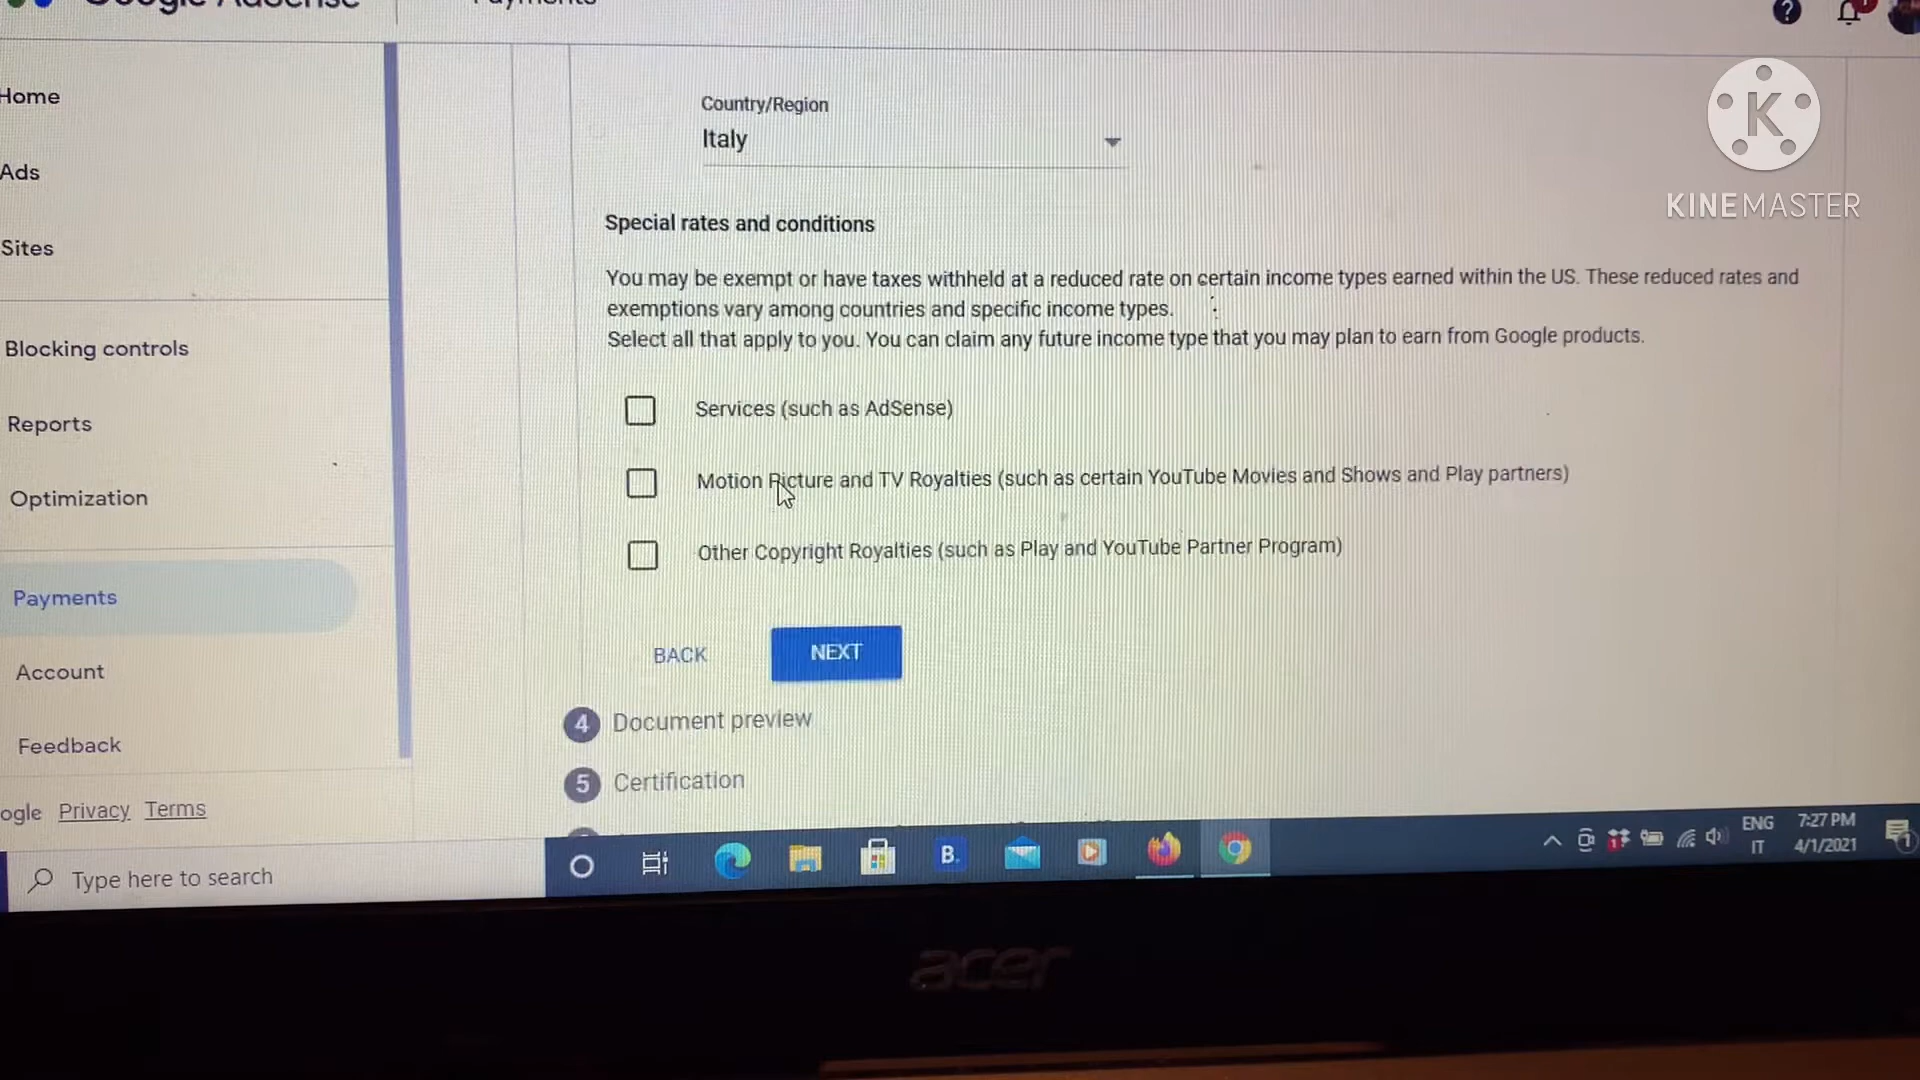 Google AdSense
Payments
Home
Ads
Sites
Blocking controls
Reports
Optimization
Payments
Account
Feedback
ogle Privacy Terms
Country/Region
Italy
Special rates and conditions
You may be exempt or have taxes withheld at a reduced rate on certain income types earned within the US. These reduced rates and
exemptions vary among countries and specific income types.
Select all that apply to you. You can claim any future income type that you may plan to earn from Google products.
Services (such as AdSense)
Motion Picture and TV Royalties (such as certain YouTube Movies and Shows and Play partners)
Other Copyright Royalties (such as Play and YouTube Partner Program)
BACK
NEXT
4 Document preview
5 Certification
K
KINEMASTER
Type here to search
B.
ENG
IT
7:27 PM
4/1/2021
1
acer